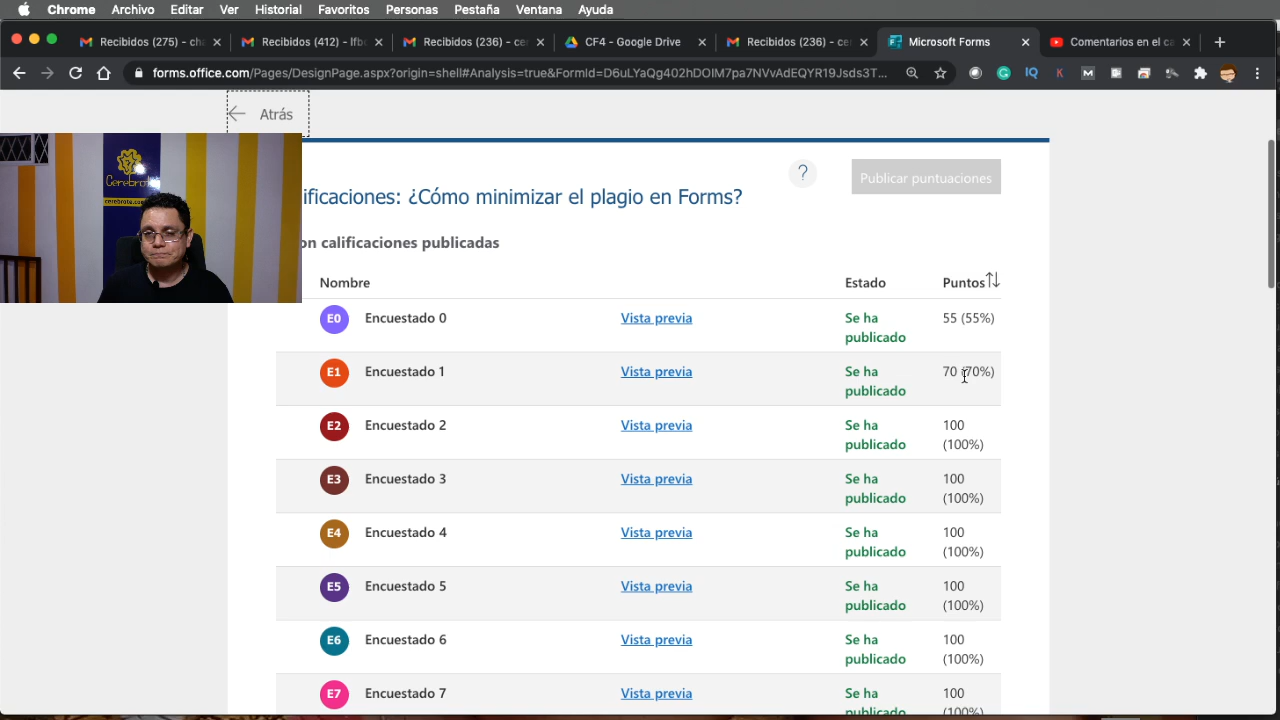 Chrome Archivo Editar Ver Historial Favoritos Personas Pestaña Ventana Ayuda
Recibidos (275) - ch
Recibidos (412) - lfbo
Recibidos (236) - cer
CF4 - Google Drive
Recibidos (236) - cer
Microsoft Forms
Comentarios en el ca
forms.office.com/Pages/DesignPage.aspx?origin=shell#Analysis=true&FormId=D6uLYaQg402hDOIM7pa7NVvAdEQYR19Jsds3T...
Atrás
Cerebrota
cerebrota.co
?
Publicar puntuaciones
ificaciones: ¿Cómo minimizar el plagio en Forms?
on calificaciones publicadas
Nombre Estado Puntos
E0 Encuestado 0 Vista previa Se ha publicado 55 (55%)
E1 Encuestado 1 Vista previa Se ha publicado 70 (70%)
E2 Encuestado 2 Vista previa Se ha publicado 100 (100%)
E3 Encuestado 3 Vista previa Se ha publicado 100 (100%)
E4 Encuestado 4 Vista previa Se ha publicado 100 (100%)
E5 Encuestado 5 Vista previa Se ha publicado 100 (100%)
E6 Encuestado 6 Vista previa Se ha publicado 100 (100%)
E7 Encuestado 7 Vista previa Se ha publicado 100 (100%)